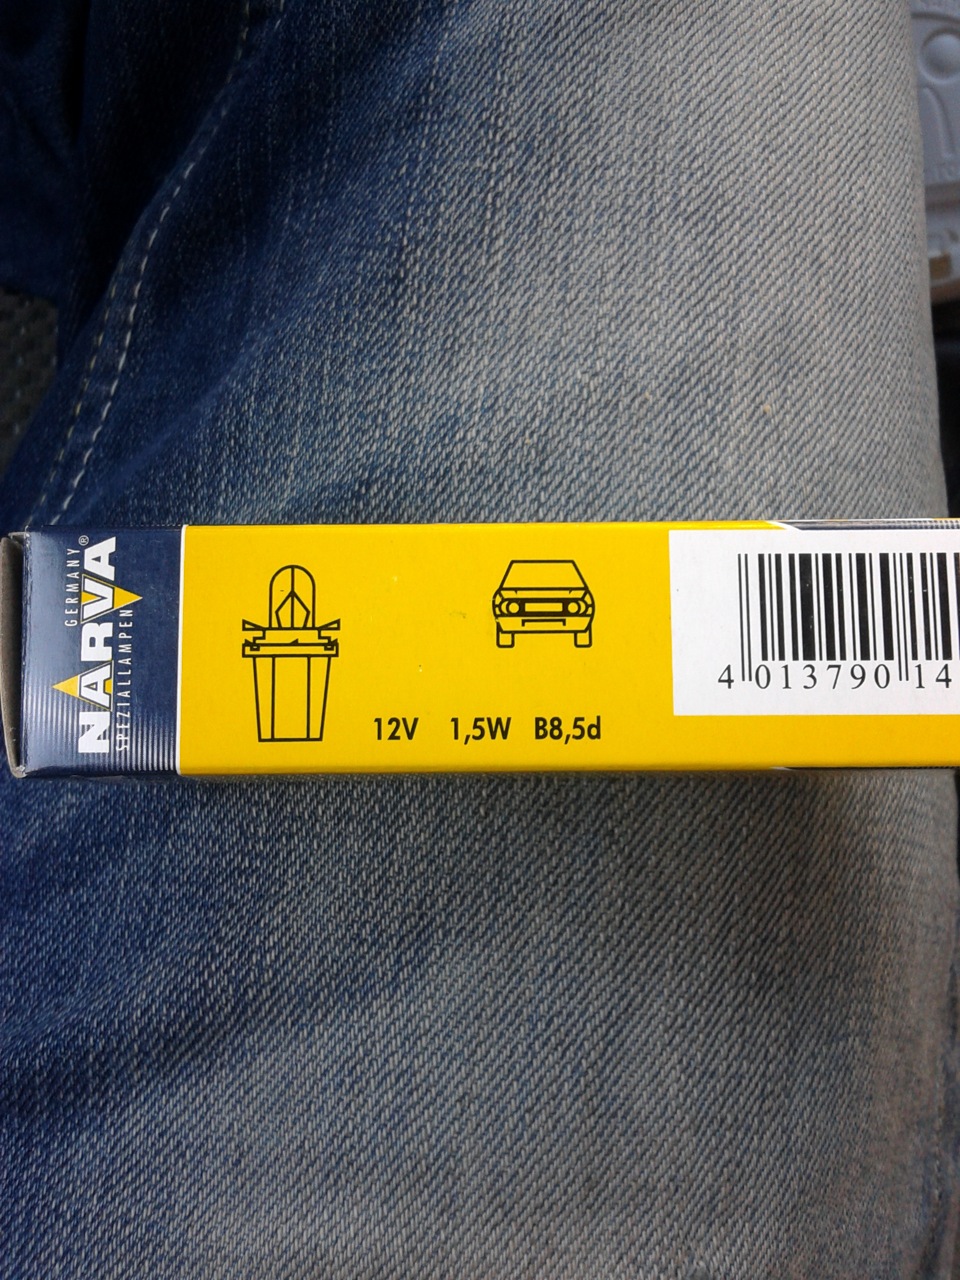 GERMANY
NARVA®
SPEZIALLAMPEN
12V 1,5W B8,5d
4 013790 14